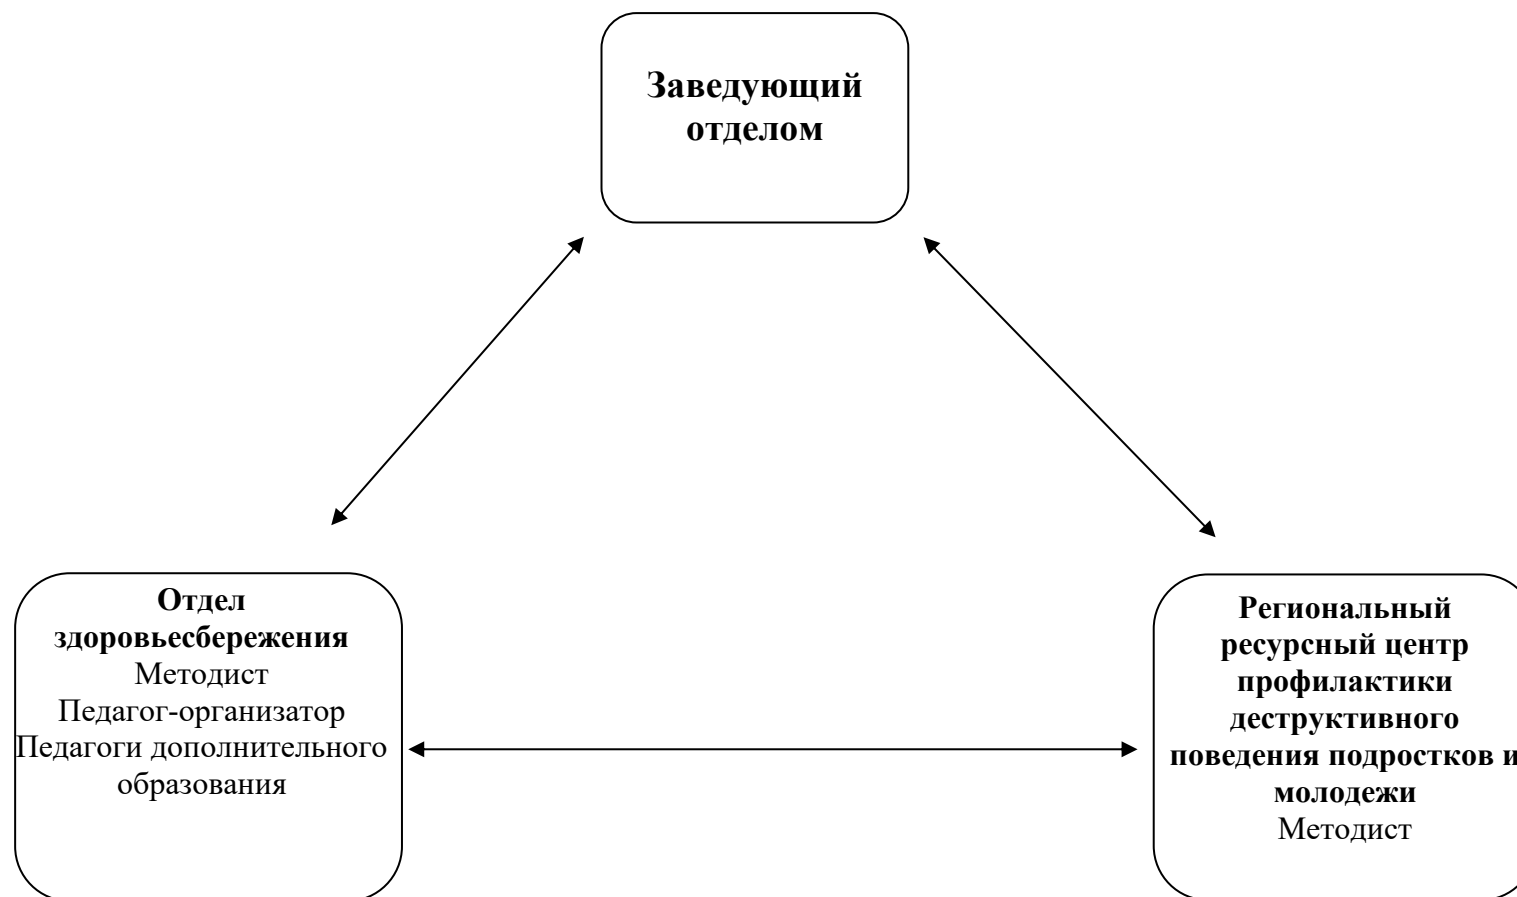 Заведующий
отделом
Отдел
здоровьесбережения
Методист
Педагог-организатор
Педагоги дополнительного
образования
Региональный
ресурсный центр
профилактики
деструктивного
поведения подростков и
молодежи
Методист